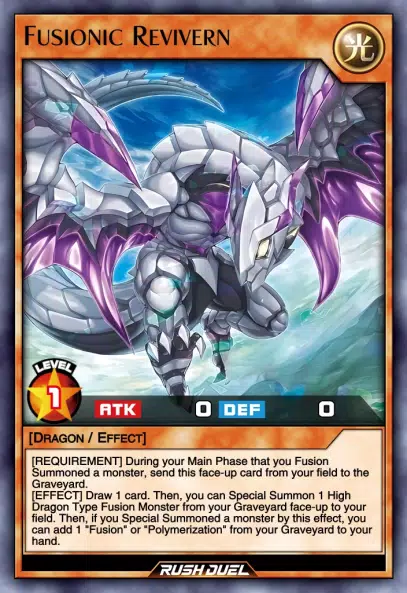 Fusionic Revivern
光
LEVEL
1
ATK 0 DEF 0
[Dragon / Effect]
[REQUIREMENT] During your Main Phase that you Fusion
Summoned a monster, send this face-up card from your field to the
Graveyard.
[EFFECT] Draw 1 card. Then, you can Special Summon 1 High
Dragon Type Fusion Monster from your Graveyard face-up to your
field. Then, if you Special Summoned a monster by this effect, you
can add 1 "Fusion" or "Polymerization" from your Graveyard to your
hand.
RUSH DUEL